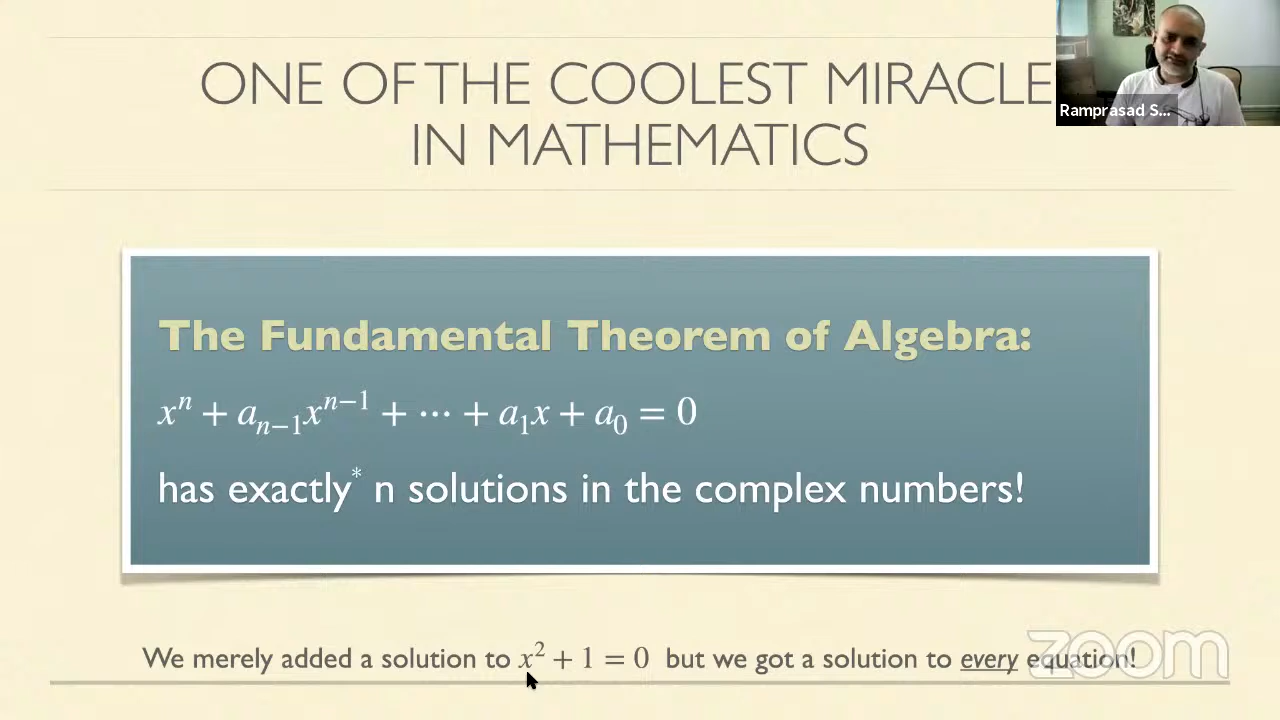 ONE OF THE COOLEST MIRACLE
IN MATHEMATICS
Ramprasad S...
The Fundamental Theorem of Algebra:
xⁿ + aₙ₋₁xⁿ⁻¹ + ⋯ + a₁x + a₀ = 0
has exactly* n solutions in the complex numbers!
We merely added a solution to x² + 1 = 0 but we got a solution to every equation!
zoom